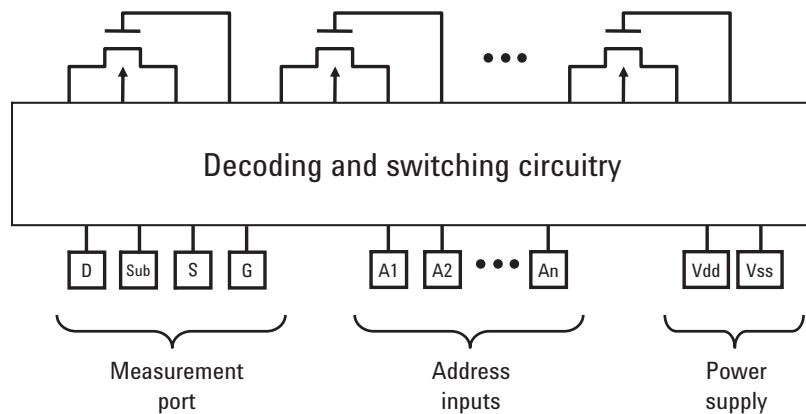 Decoding and switching circuitry
D Sub S G A1 A2 An Vdd Vss
Measurement port
Address inputs
Power supply